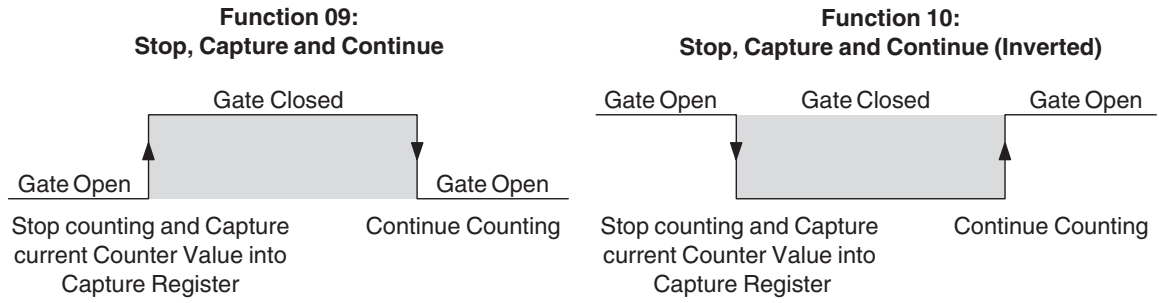 Function 09:
Stop, Capture and Continue
Gate Closed
Gate Open
Gate Open
Stop counting and Capture
current Counter Value into
Capture Register
Continue Counting
Function 10:
Stop, Capture and Continue (Inverted)
Gate Open
Gate Closed
Gate Open
Stop counting and Capture
current Counter Value into
Capture Register
Continue Counting